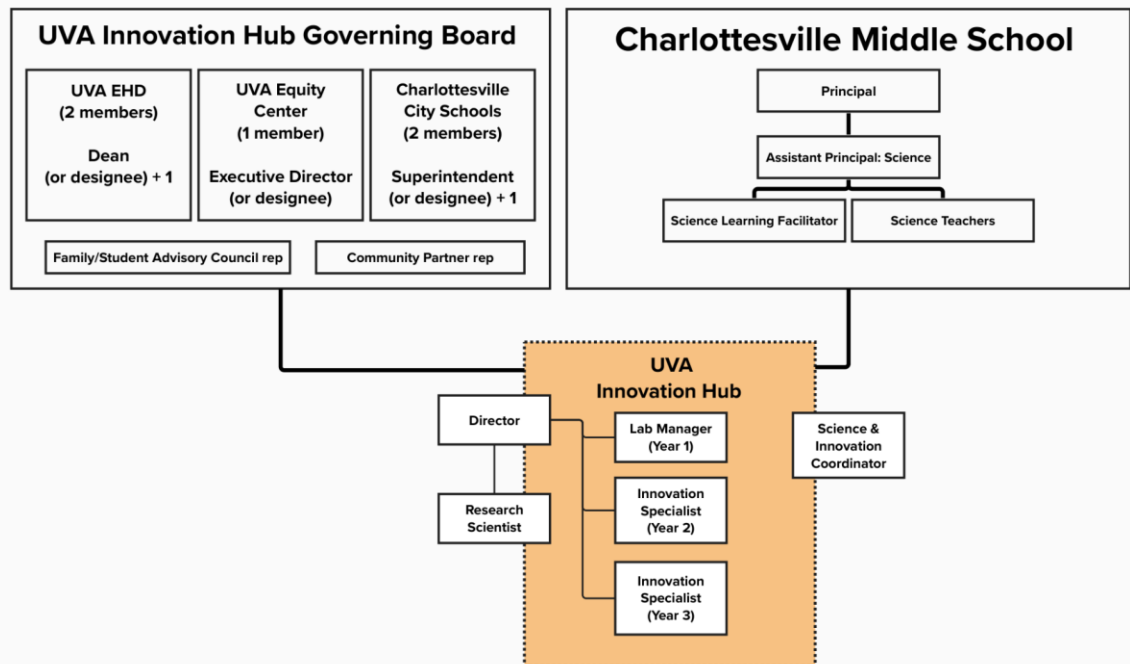 UVA Innovation Hub Governing Board
UVA EHD
(2 members)
Dean
(or designee) + 1
UVA Equity
Center
(1 member)
Executive Director
(or designee)
Charlottesville
City Schools
(2 members)
Superintendent
(or designee) + 1
Family/Student Advisory Council rep
Community Partner rep
Charlottesville Middle School
Principal
Assistant Principal: Science
Science Learning Facilitator
Science Teachers
UVA
Innovation Hub
Director
Research
Scientist
Lab Manager
(Year 1)
Innovation
Specialist
(Year 2)
Innovation
Specialist
(Year 3)
Science &
Innovation
Coordinator